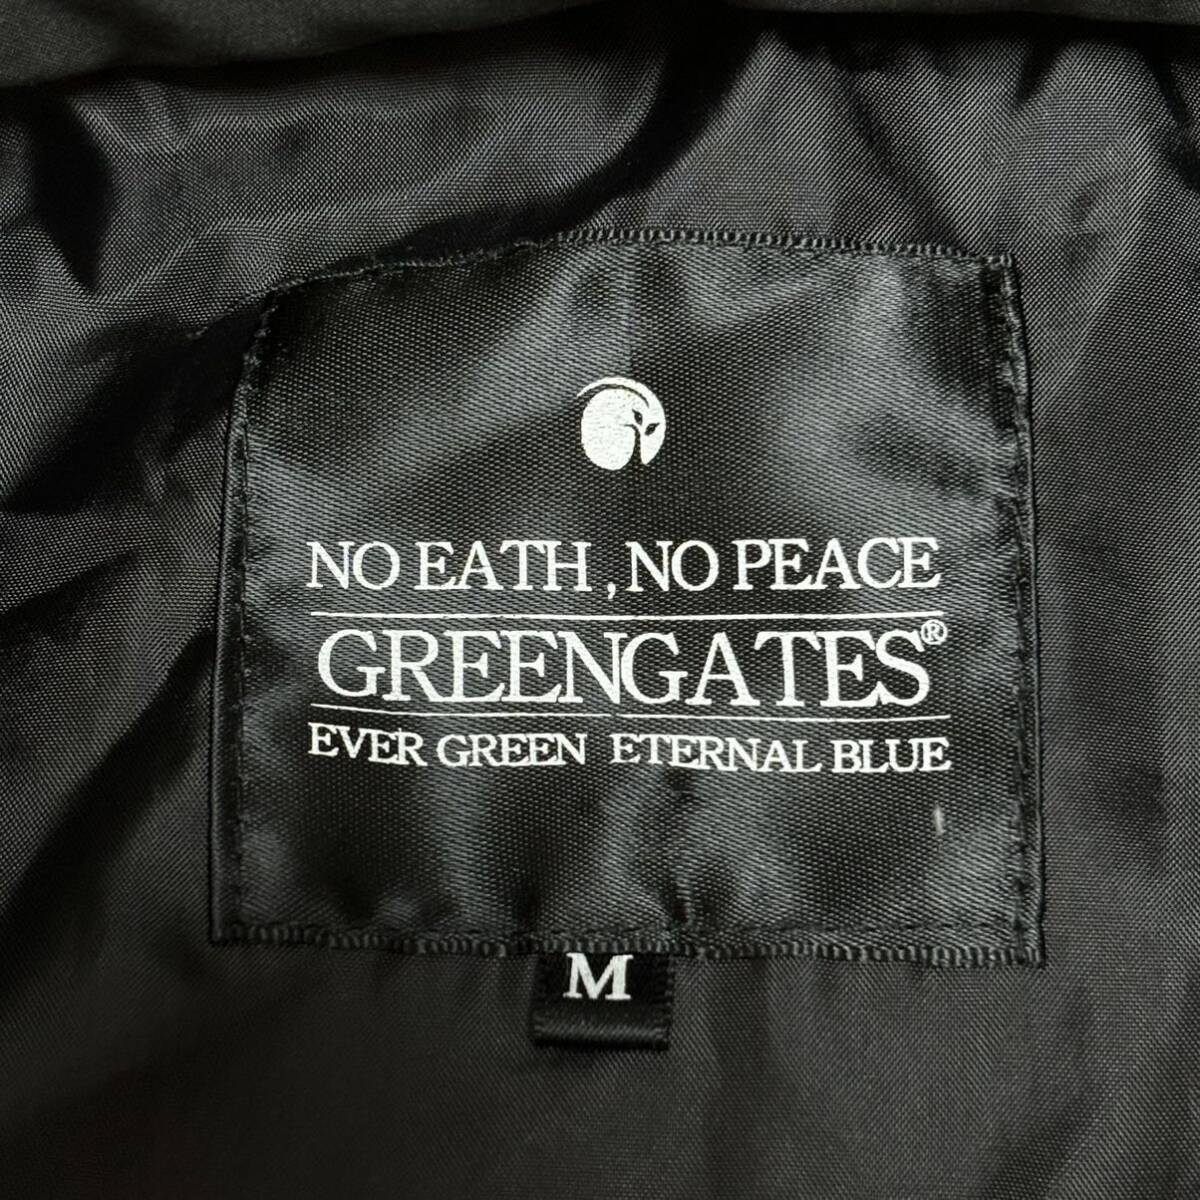 NO EATH, NO PEACE
GREENGATES®
EVER GREEN ETERNAL BLUE
M